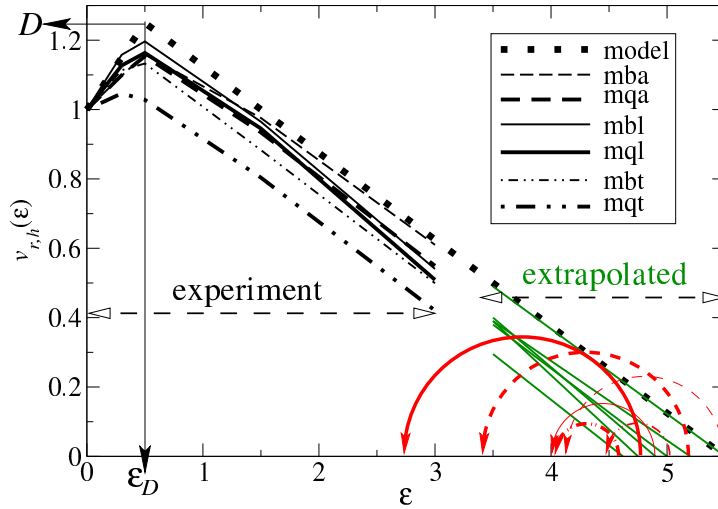 D
1.2
1
0.8
0.6
0.4
0.2
0
v_{r,h}(ε)
model
mba
mqa
mbl
mql
mbt
mqt
experiment
extrapolated
0
1
2
3
4
5
ε_D
ε